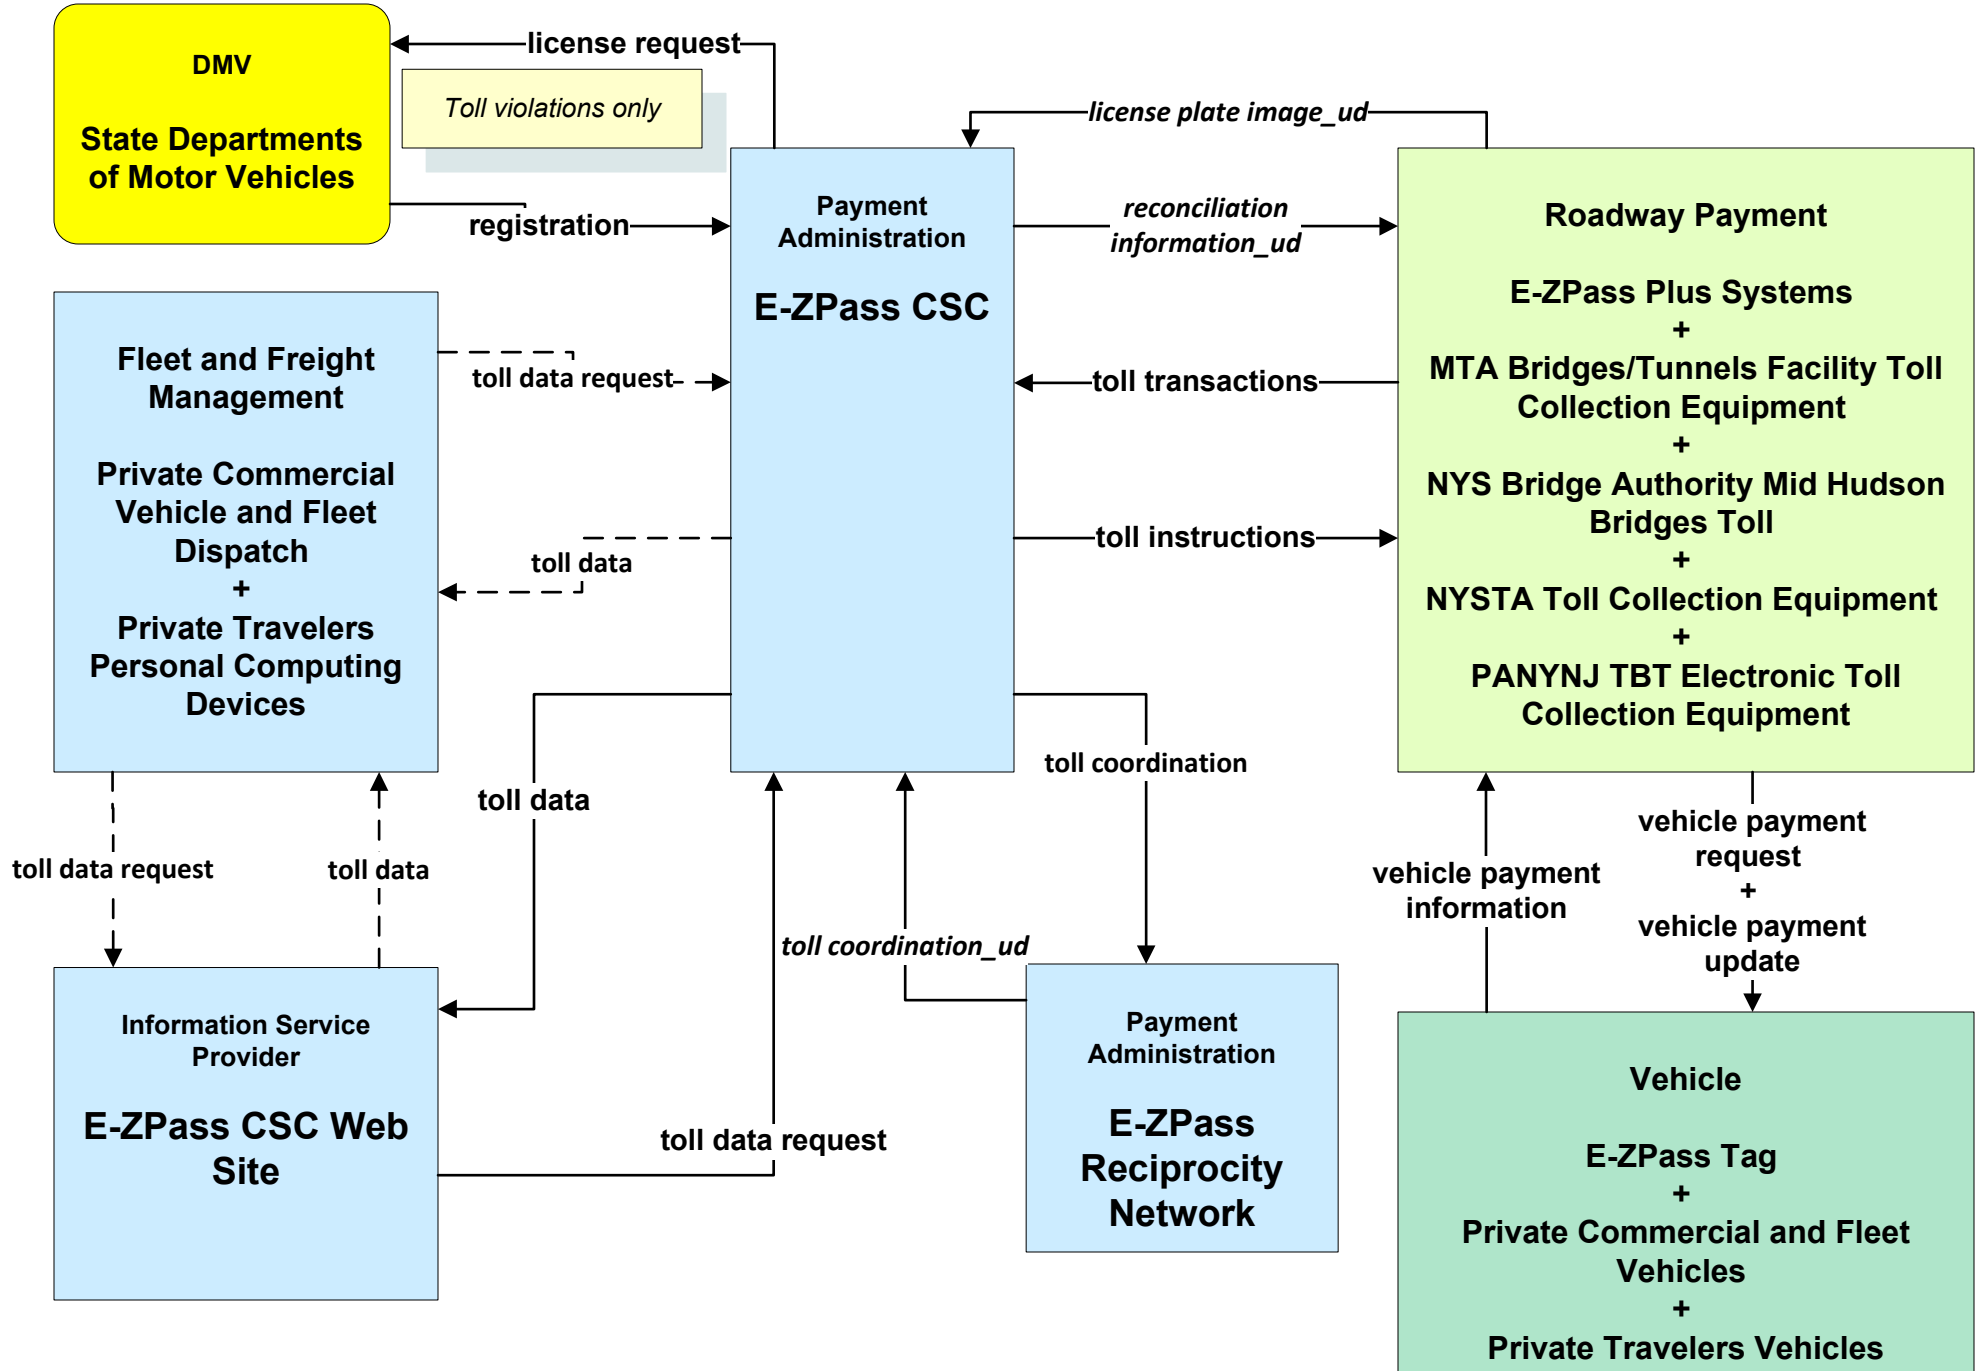 DMV
State Departments
of Motor Vehicles
license request
Toll violations only
registration
license plate image_ud
Payment
Administration
E-ZPass CSC
reconciliation
information_ud
Roadway Payment
E-ZPass Plus Systems
+
MTA Bridges/Tunnels Facility Toll
Collection Equipment
+
NYS Bridge Authority Mid Hudson
Bridges Toll
+
NYSTA Toll Collection Equipment
+
PANYNJ TBT Electronic Toll
Collection Equipment
Fleet and Freight
Management
Private Commercial
Vehicle and Fleet
Dispatch
+
Private Travelers
Personal Computing
Devices
toll data request
toll transactions
toll data
toll instructions
toll data
toll coordination
toll data request
toll data
toll coordination_ud
vehicle payment
information
vehicle payment
request
+
vehicle payment
update
Information Service
Provider
E-ZPass CSC Web
Site
toll data request
Payment
Administration
E-ZPass
Reciprocity
Network
Vehicle
E-ZPass Tag
+
Private Commercial and Fleet
Vehicles
+
Private Travelers Vehicles